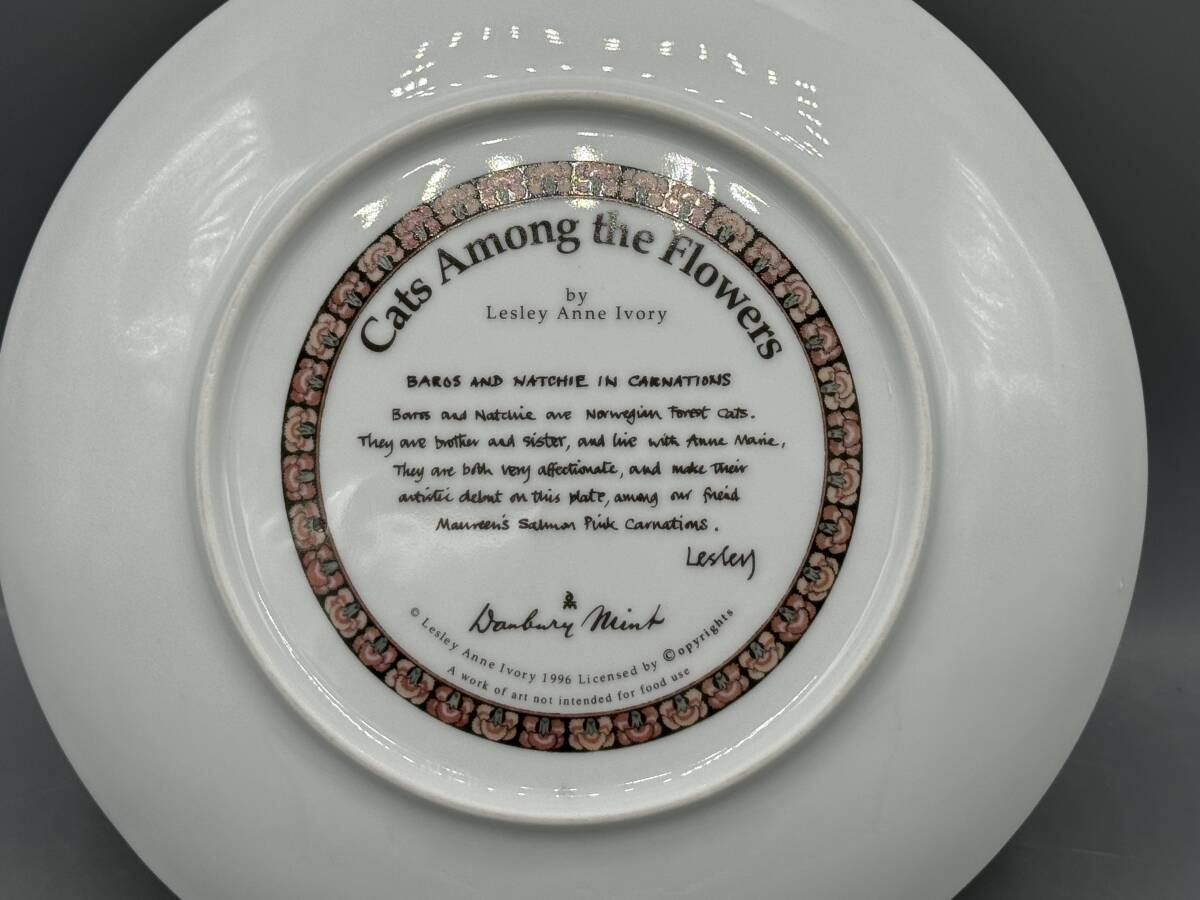 Cats Among the Flowers
by
Lesley Anne Ivory
BAROS AND NATCHIE IN CARNATIONS
Baros and Natchie are Norwegian Forest Cats.
They are brother and sister, and live with Anne Marie,
They are both very affectionate, and make their
artistic debut on this plate, among our friend
Maureen's Salmon Pink Carnations.
Lesley
Danbury Mint
© Lesley Anne Ivory 1996 Licensed by ©opyrights
A work of art not intended for food use